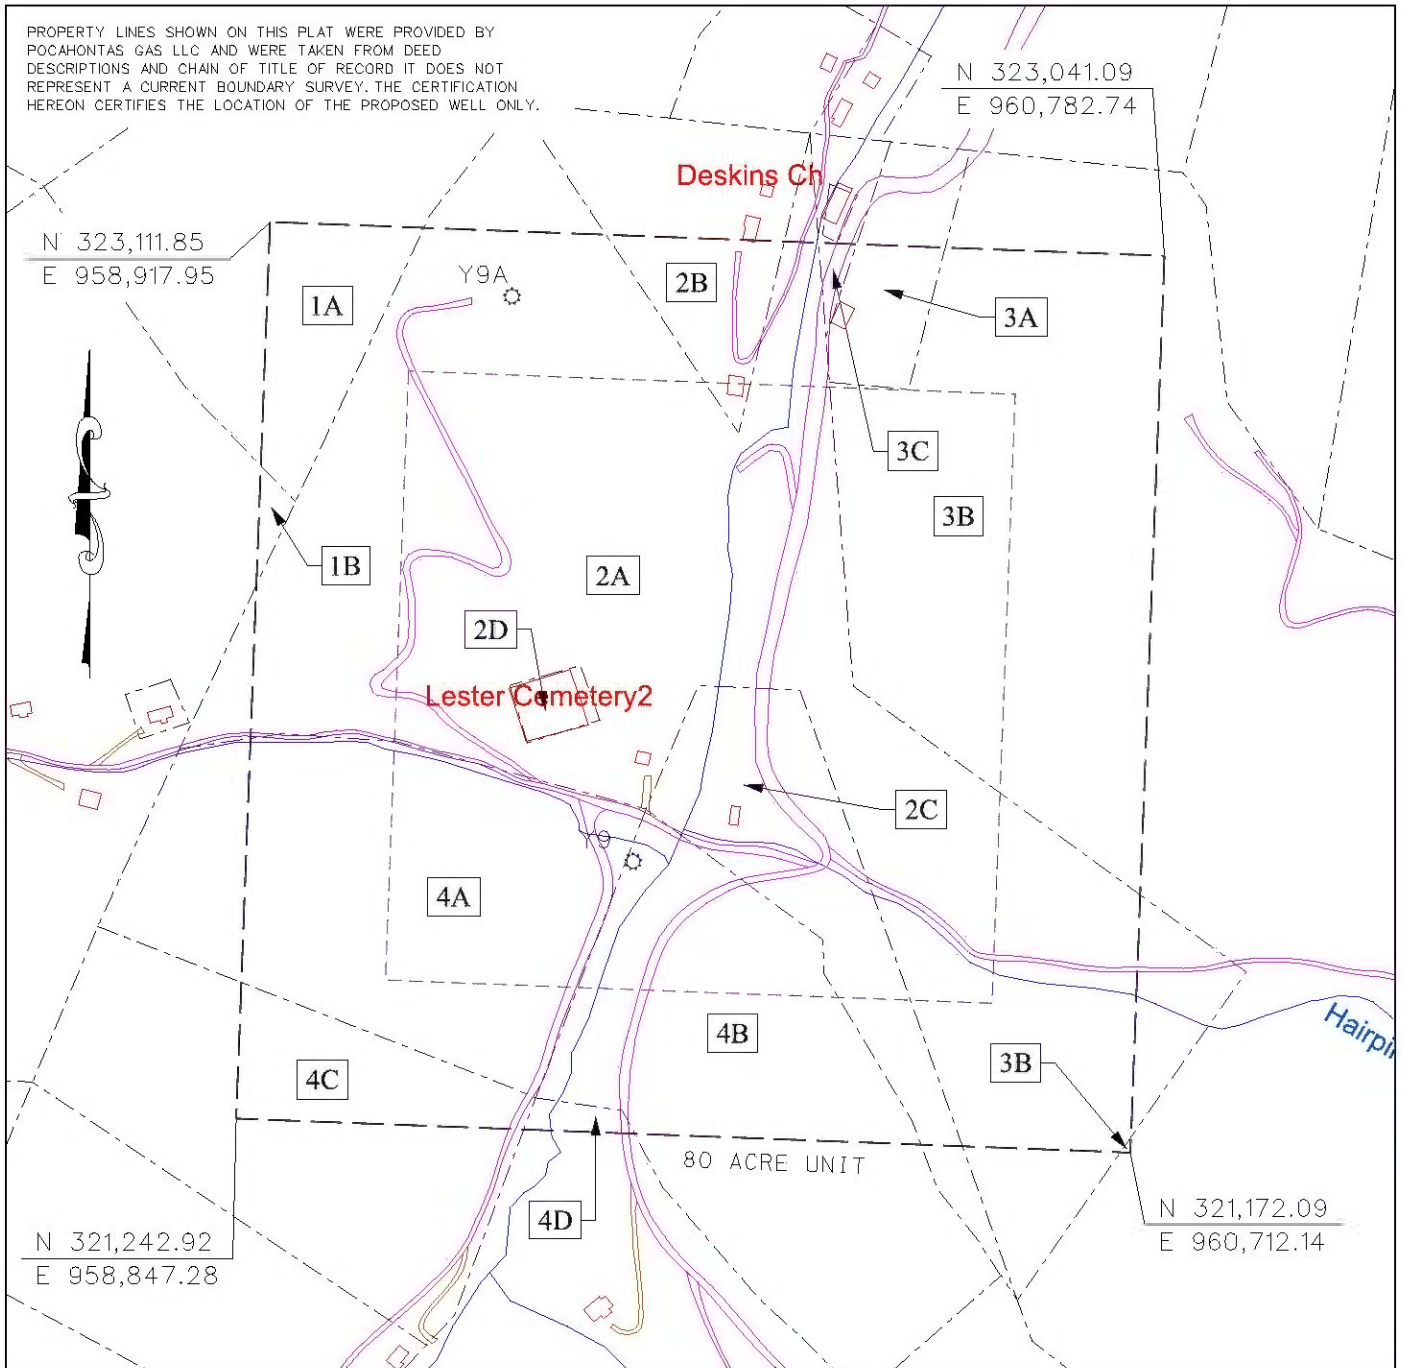 PROPERTY LINES SHOWN ON THIS PLAT WERE PROVIDED BY
POCAHONTAS GAS LLC AND WERE TAKEN FROM DEED
DESCRIPTIONS AND CHAIN OF TITLE OF RECORD IT DOES NOT
REPRESENT A CURRENT BOUNDARY SURVEY. THE CERTIFICATION
HEREON CERTIFIES THE LOCATION OF THE PROPOSED WELL ONLY.
N 323,041.09
E 960,782.74
Deskins Ch
N 323,111.85
E 958,917.95
Y9A
1A
2B
3A
3C
3B
1B
2A
2D
Lester Cemetery2
2C
Y9
4A
4B
Hairpi
3B
4C
80 ACRE UNIT
4D
N 321,172.09
E 960,712.14
N 321,242.92
E 958,847.28